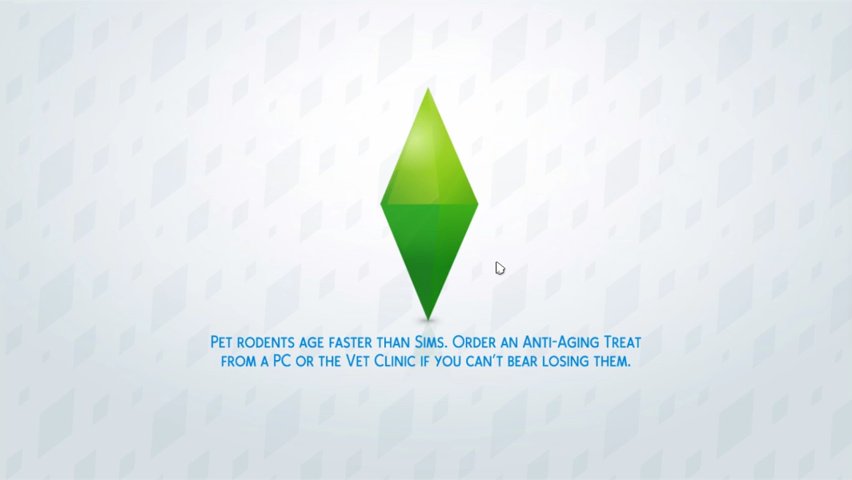 Pet rodents age faster than Sims. Order an Anti-Aging Treat
from a PC or the Vet Clinic if you can't bear losing them.